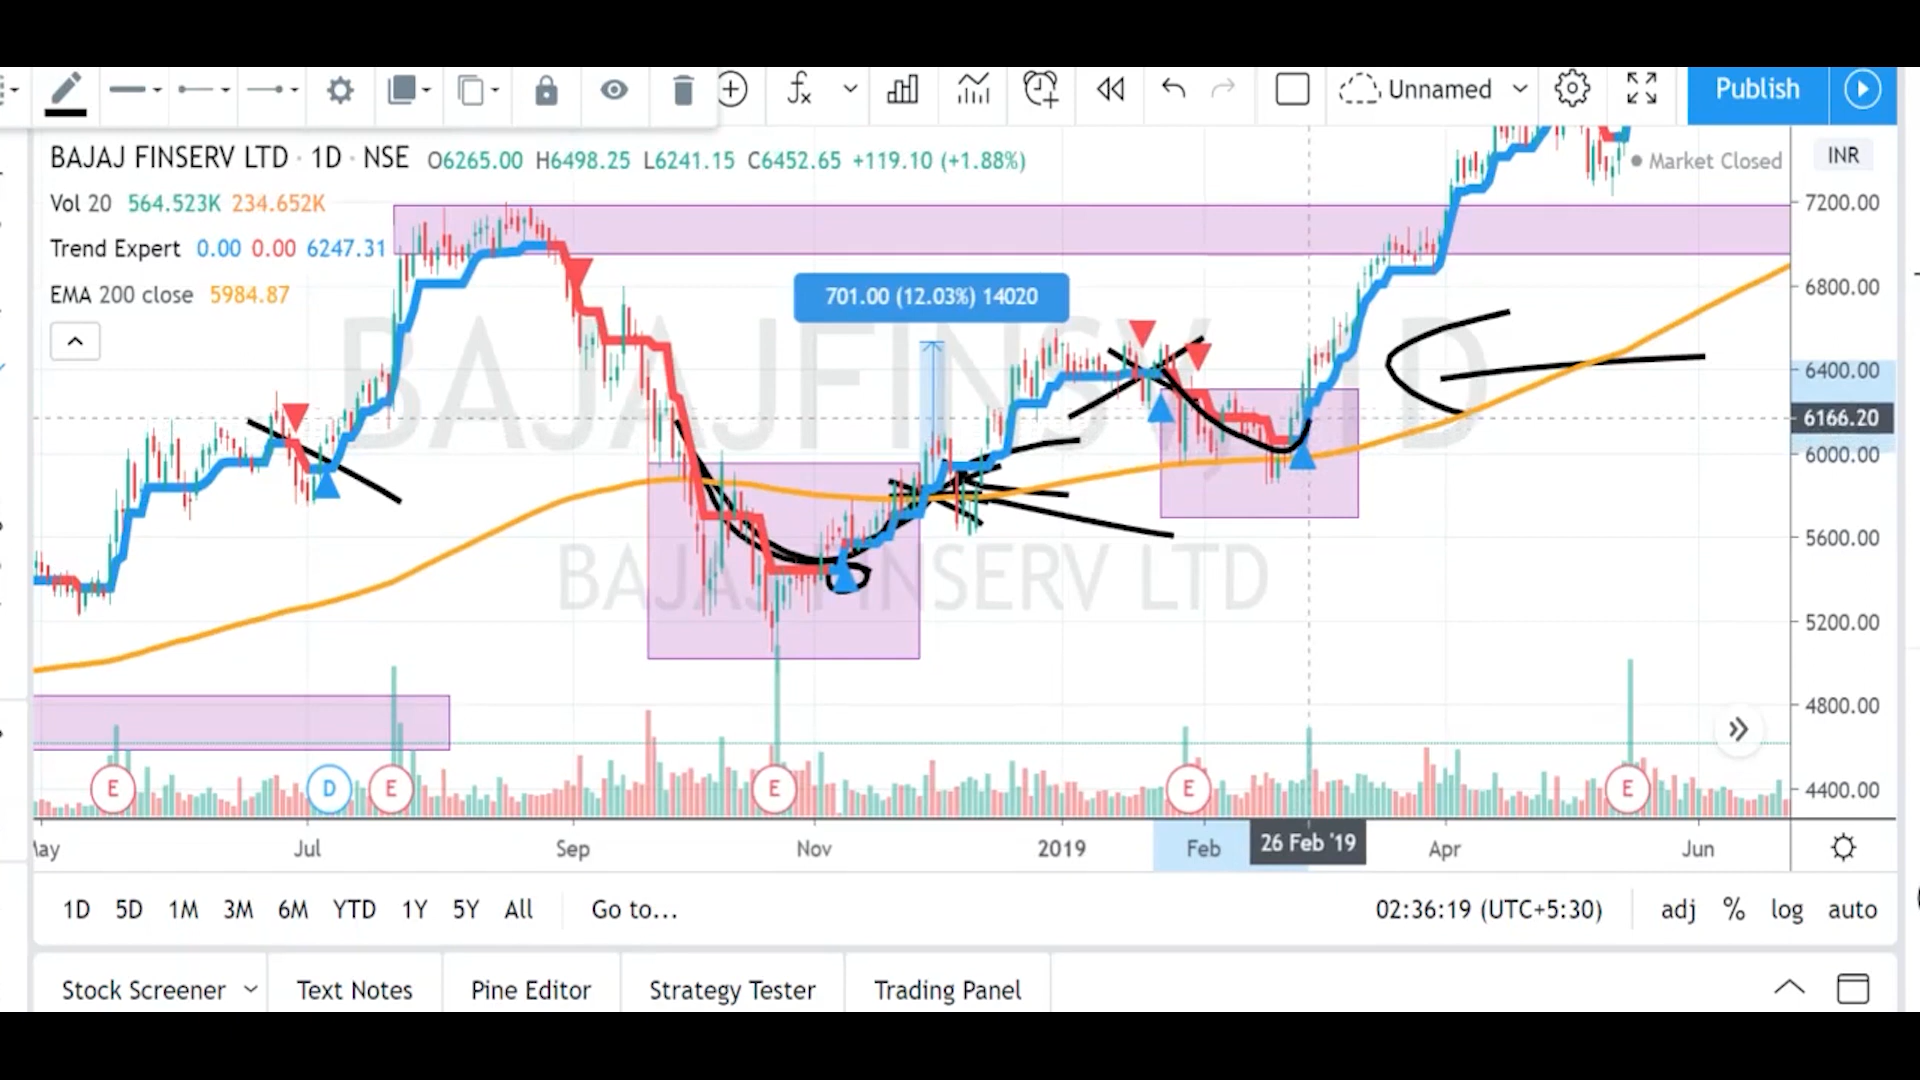 Unnamed
Publish
BAJAJ FINSERV LTD · 1D · NSE O6265.00 H6498.25 L6241.15 C6452.65 +119.10 (+1.88%)
Market Closed
INR
Vol 20 564.523K 234.652K
Trend Expert 0.00 0.00 6247.31
EMA 200 close 5984.87
701.00 (12.03%) 14020
7200.00
6800.00
6400.00
6166.20
6000.00
5600.00
5200.00
4800.00
4400.00
BAJAJFINSV, 1D
BAJAJ FINSERV LTD
E D E E E E
May Jul Sep Nov 2019 Feb 26 Feb '19 Apr Jun
1D 5D 1M 3M 6M YTD 1Y 5Y All Go to... 02:36:19 (UTC+5:30) adj % log auto
Stock Screener Text Notes Pine Editor Strategy Tester Trading Panel